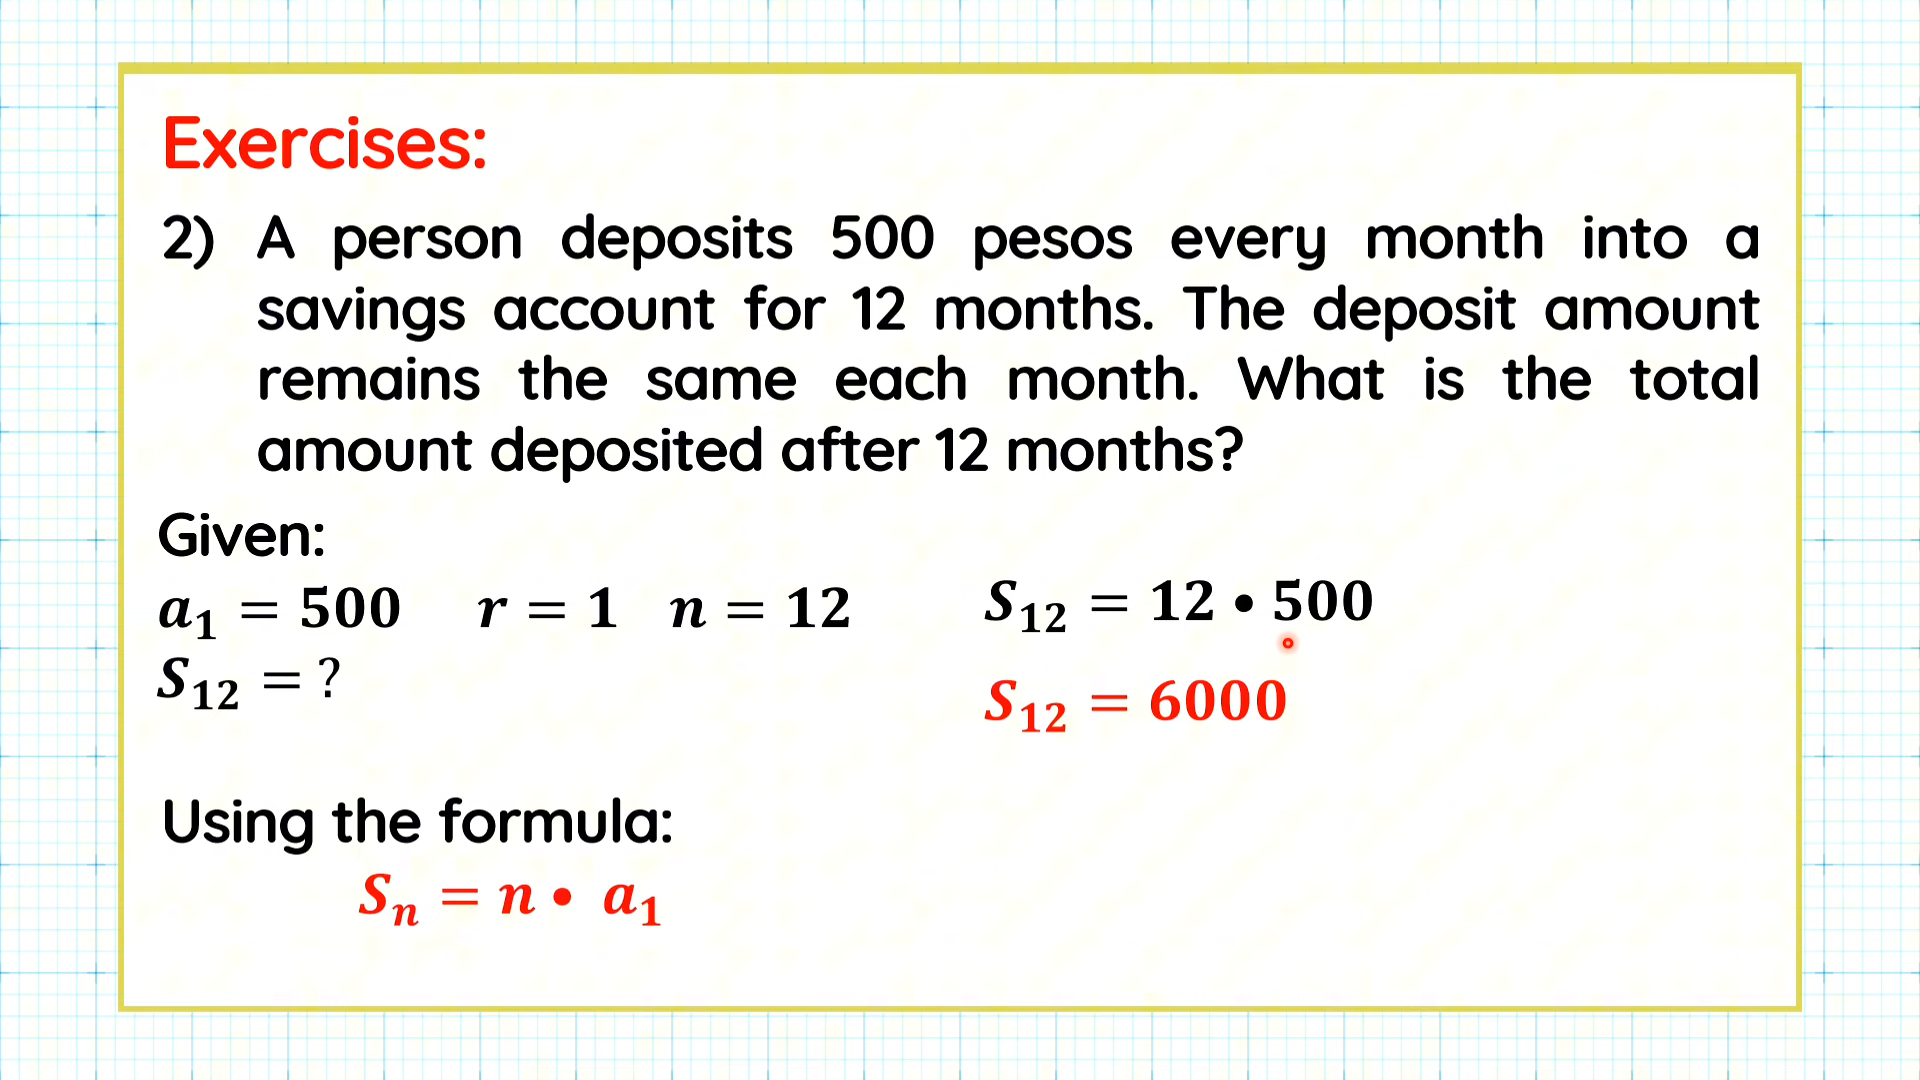 Exercises:
2) A person deposits 500 pesos every month into a
savings account for 12 months. The deposit amount
remains the same each month. What is the total
amount deposited after 12 months?
Given:
a₁ = 500 r = 1 n = 12
S₁₂ = ?
Using the formula:
Sₙ = n • a₁
S₁₂ = 12 • 500
S₁₂ = 6000